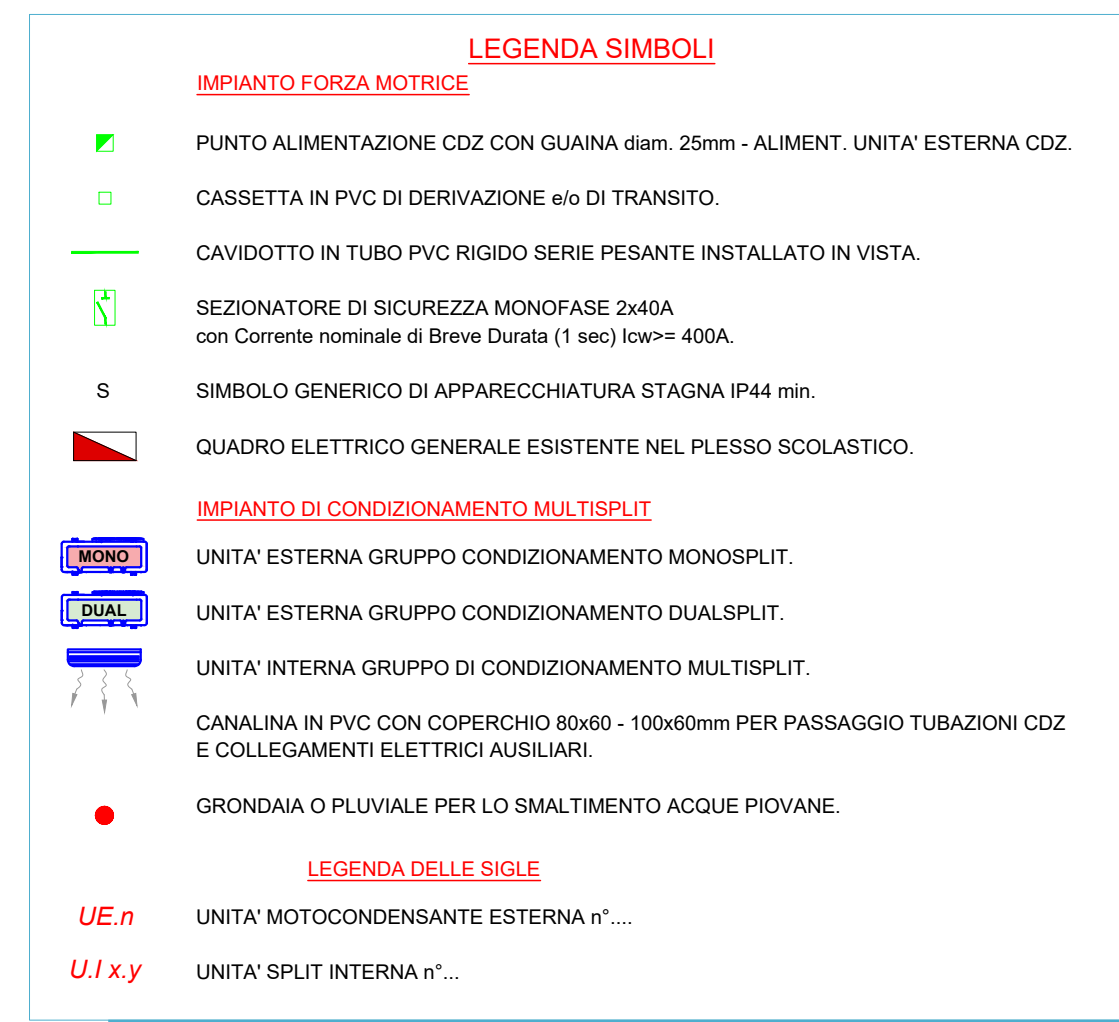 LEGENDA SIMBOLI
IMPIANTO FORZA MOTRICE
PUNTO ALIMENTAZIONE CDZ CON GUAINA diam. 25mm - ALIMENT. UNITA' ESTERNA CDZ.
CASSETTA IN PVC DI DERIVAZIONE e/o DI TRANSITO.
CAVIDOTTO IN TUBO PVC RIGIDO SERIE PESANTE INSTALLATO IN VISTA.
SEZIONATORE DI SICUREZZA MONOFASE 2x40A
con Corrente nominale di Breve Durata (1 sec) Icw>= 400A.
S SIMBOLO GENERICO DI APPARECCHIATURA STAGNA IP44 min.
QUADRO ELETTRICO GENERALE ESISTENTE NEL PLESSO SCOLASTICO.
IMPIANTO DI CONDIZIONAMENTO MULTISPLIT
MONO UNITA' ESTERNA GRUPPO CONDIZIONAMENTO MONOSPLIT.
DUAL UNITA' ESTERNA GRUPPO CONDIZIONAMENTO DUALSPLIT.
UNITA' INTERNA GRUPPO DI CONDIZIONAMENTO MULTISPLIT.
CANALINA IN PVC CON COPERCHIO 80x60 - 100x60mm PER PASSAGGIO TUBAZIONI CDZ
E COLLEGAMENTI ELETTRICI AUSILIARI.
GRONDAIA O PLUVIALE PER LO SMALTIMENTO ACQUE PIOVANE.
LEGENDA DELLE SIGLE
UE.n UNITA' MOTOCONDENSANTE ESTERNA n°....
U.I x.y UNITA' SPLIT INTERNA n°...